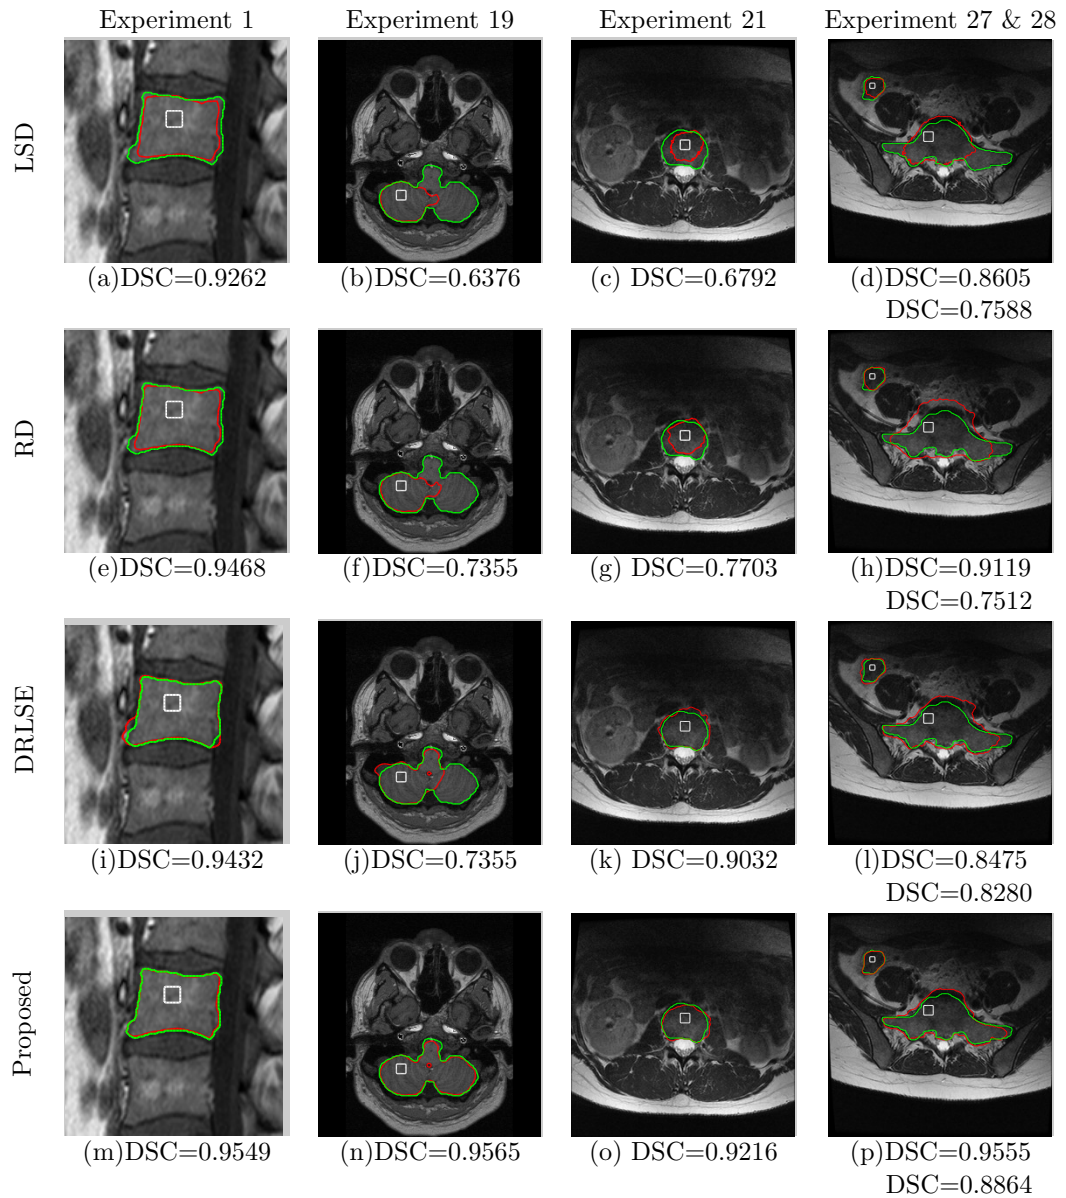 Experiment 1 Experiment 19 Experiment 21 Experiment 27 & 28
LSD
(a)DSC=0.9262 (b)DSC=0.6376 (c) DSC=0.6792 (d)DSC=0.8605
DSC=0.7588
RD
(e)DSC=0.9468 (f)DSC=0.7355 (g) DSC=0.7703 (h)DSC=0.9119
DSC=0.7512
DRLSE
(i)DSC=0.9432 (j)DSC=0.7355 (k) DSC=0.9032 (l)DSC=0.8475
DSC=0.8280
Proposed
(m)DSC=0.9549 (n)DSC=0.9565 (o) DSC=0.9216 (p)DSC=0.9555
DSC=0.8864